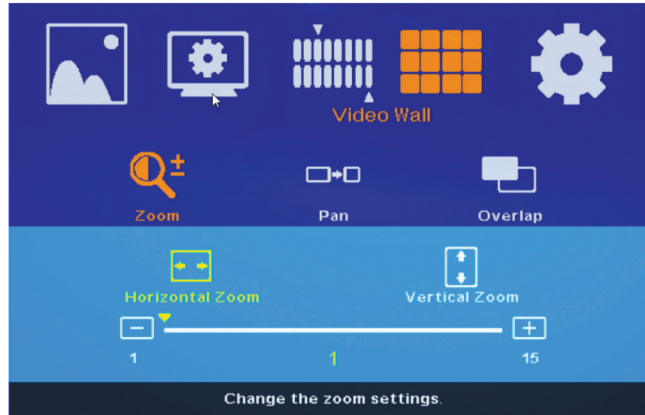 Video Wall
Zoom
Pan
Overlap
Horizontal Zoom
Vertical Zoom
1
1
15
Change the zoom settings.